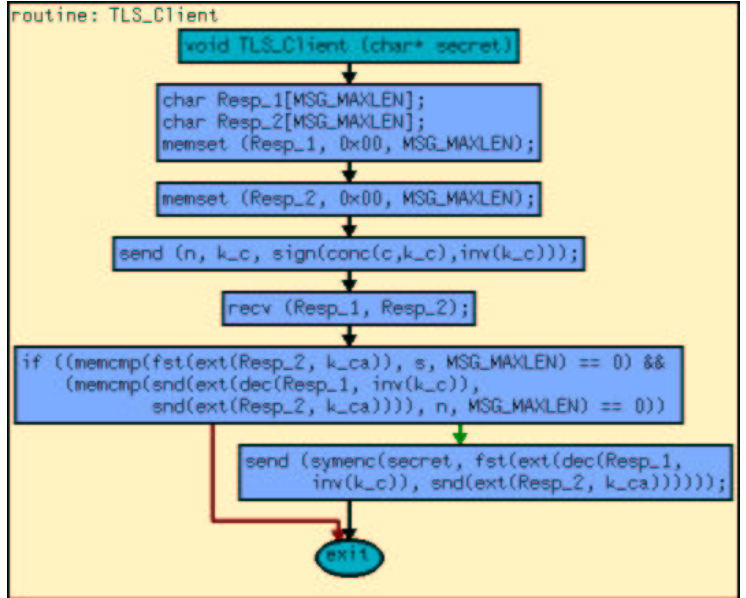 routine: TLS_Client
void TLS_Client (char* secret)
char Resp_1[MSG_MAXLEN];
char Resp_2[MSG_MAXLEN];
memset (Resp_1, 0x00, MSG_MAXLEN);
memset (Resp_2, 0x00, MSG_MAXLEN);
send (n, k_c, sign(conc(c,k_c),inv(k_c)));
recv (Resp_1, Resp_2);
if ((memcmp(fst(ext(Resp_2, k_ca)), s, MSG_MAXLEN) == 0) &&
(memcmp(snd(ext(dec(Resp_1, inv(k_c)),
snd(ext(Resp_2, k_ca)))), n, MSG_MAXLEN) == 0))
send (symenc(secret, fst(ext(dec(Resp_1,
inv(k_c)), snd(ext(Resp_2, k_ca))))));
exit